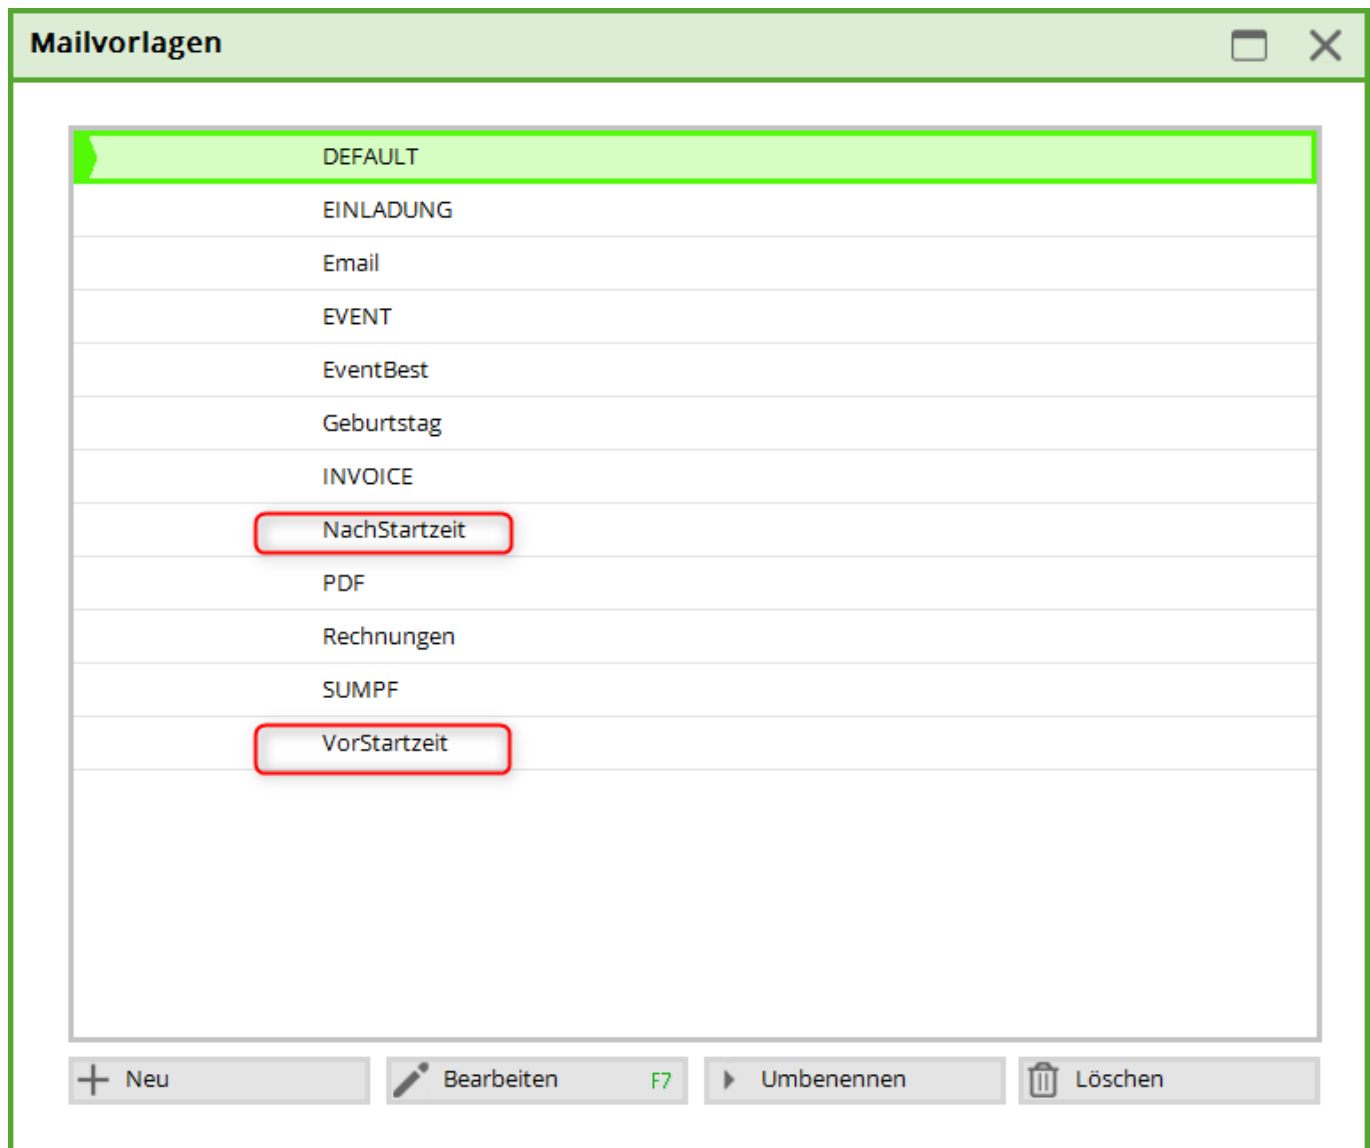 Mailvorlagen
DEFAULT
EINLADUNG
Email
EVENT
EventBest
Geburtstag
INVOICE
NachStartzeit
PDF
Rechnungen
SUMPF
VorStartzeit
Neu Bearbeiten F7 Umbenennen Löschen